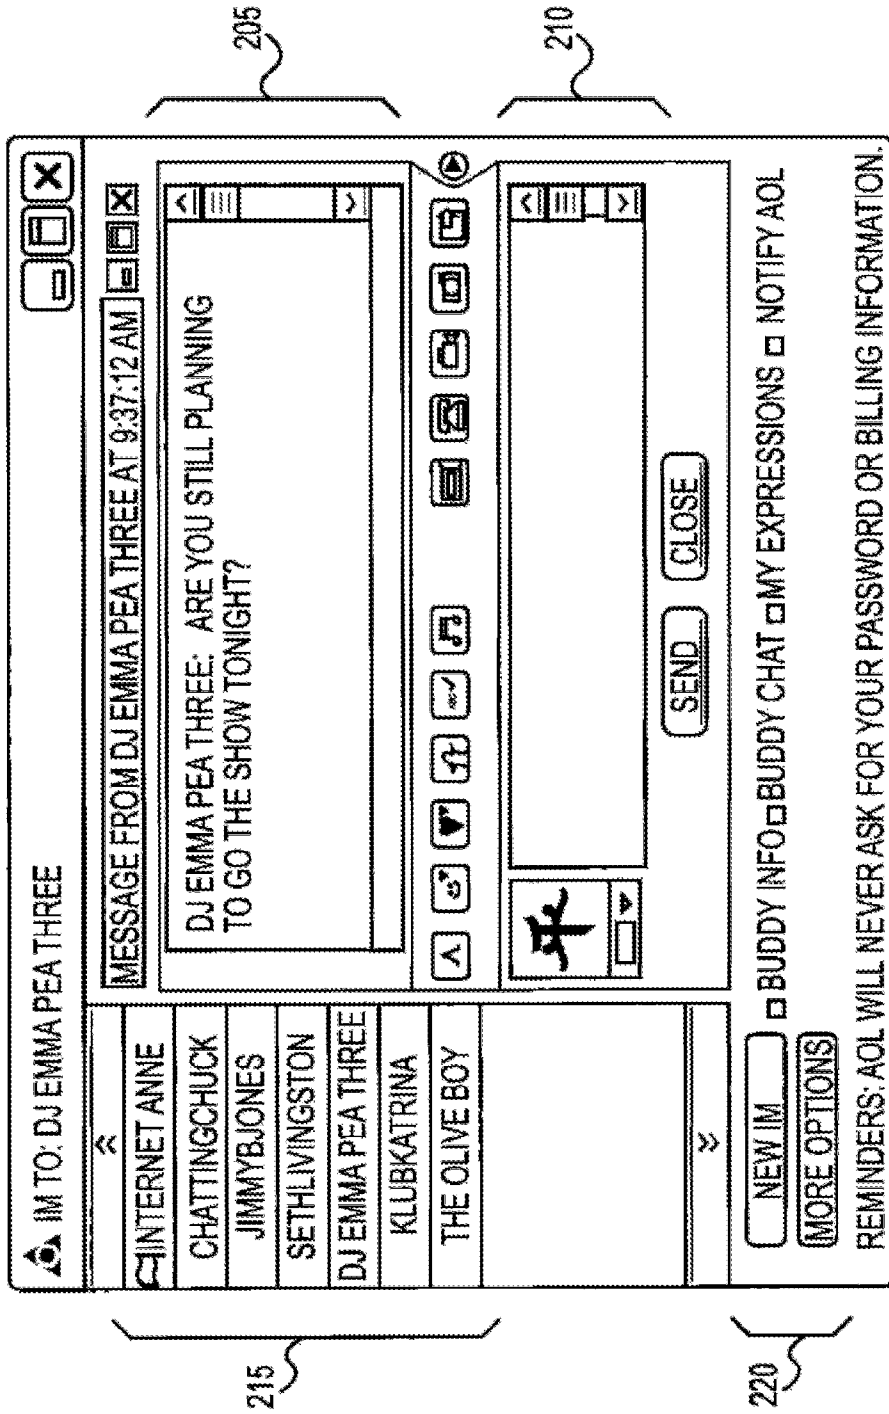 IM TO: DJ EMMA PEA THREE
MESSAGE FROM DJ EMMA PEA THREE AT 9:37:12 AM
205
DJ EMMA PEA THREE: ARE YOU STILL PLANNING
TO GO THE SHOW TONIGHT?
215
INTERNET ANNE
CHATTINGCHUCK
JIMMYBJONES
SETHLIVINGSTON
DJ EMMA PEA THREE
KLUBKATRINA
THE OLIVE BOY
210
SEND CLOSE
220
NEW IM
MORE OPTIONS
BUDDY INFO BUDDY CHAT MY EXPRESSIONS NOTIFY AOL
REMINDERS: AOL WILL NEVER ASK FOR YOUR PASSWORD OR BILLING INFORMATION.